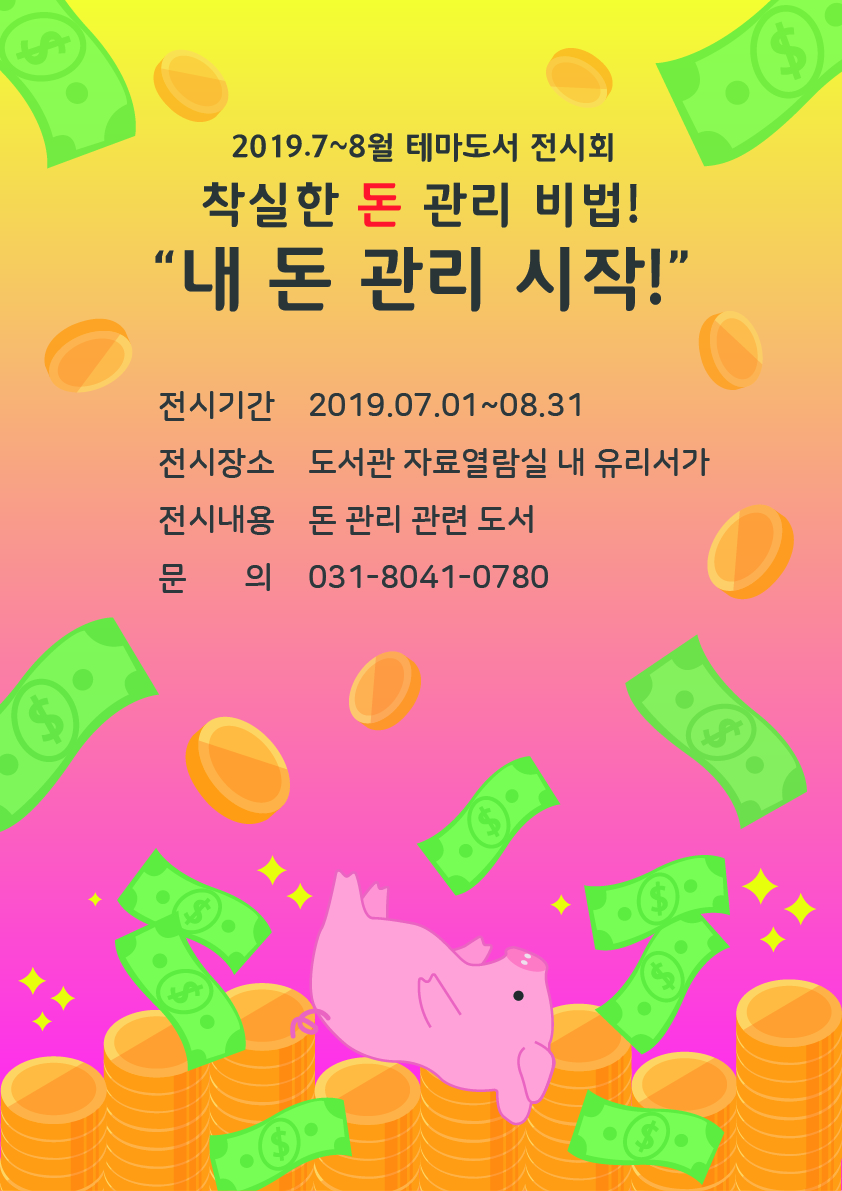 2019.7~8월 테마도서 전시회
착실한 돈 관리 비법!
“내 돈 관리 시작!”
전시기간 2019.07.01~08.31
전시장소 도서관 자료열람실 내 유리서가
전시내용 돈 관리 관련 도서
문 의 031-8041-0780